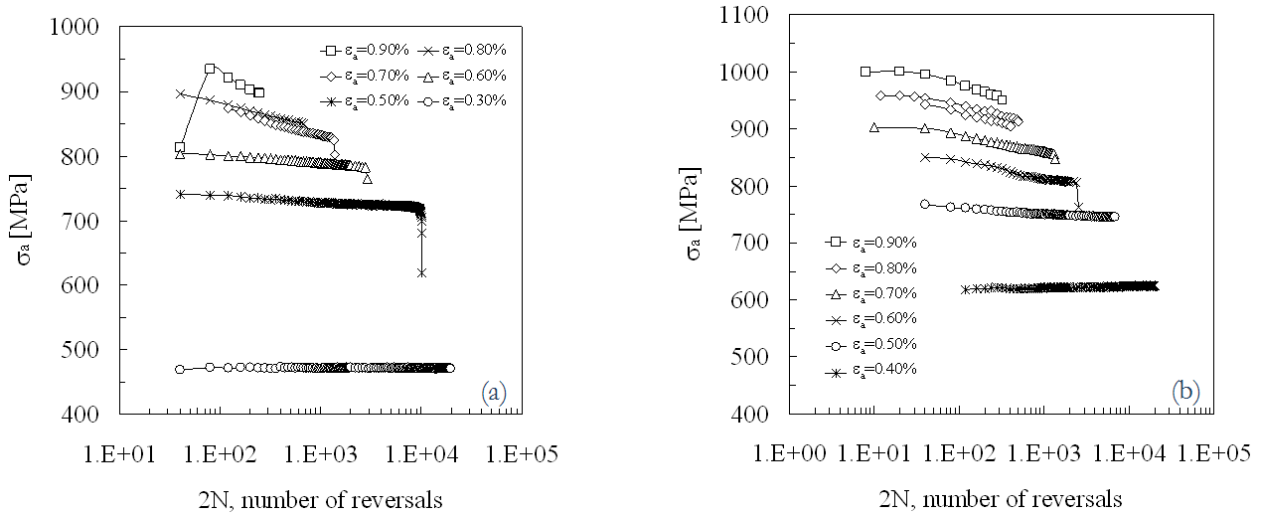 1000
900
800
700
600
500
400
σa [MPa]
εa=0.90% εa=0.80%
εa=0.70% εa=0.60%
εa=0.50% εa=0.30%
(a)
1.E+01 1.E+02 1.E+03 1.E+04 1.E+05
2N, number of reversals
1100
1000
900
800
700
600
500
400
σa [MPa]
εa=0.90%
εa=0.80%
εa=0.70%
εa=0.60%
εa=0.50%
εa=0.40%
(b)
1.E+00 1.E+01 1.E+02 1.E+03 1.E+04 1.E+05
2N, number of reversals